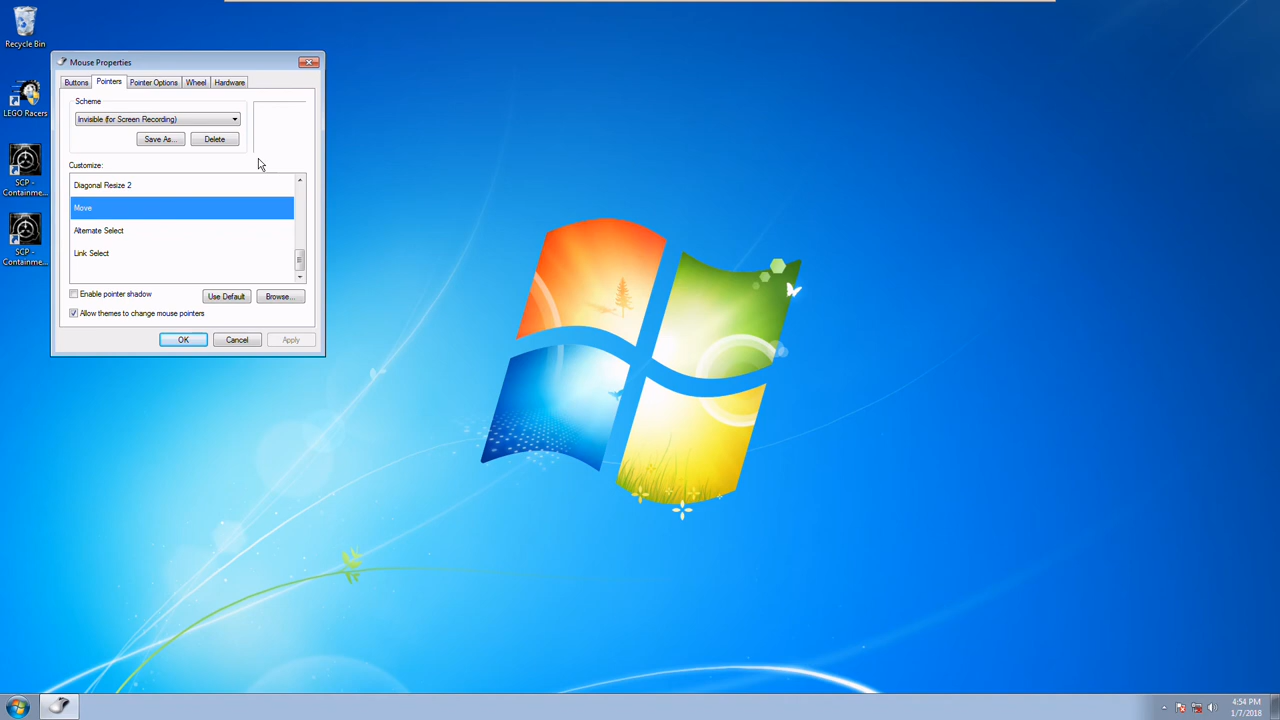 Recycle Bin
LEGO Racers
SCP -
Containme...
SCP -
Containme...
Mouse Properties
Buttons
Pointers
Pointer Options
Wheel
Hardware
Scheme
Invisible (for Screen Recording)
Save As...
Delete
Customize:
Diagonal Resize 2
Move
Alternate Select
Link Select
Enable pointer shadow
Use Default
Browse...
Allow themes to change mouse pointers
OK
Cancel
Apply
4:54 PM
1/7/2018